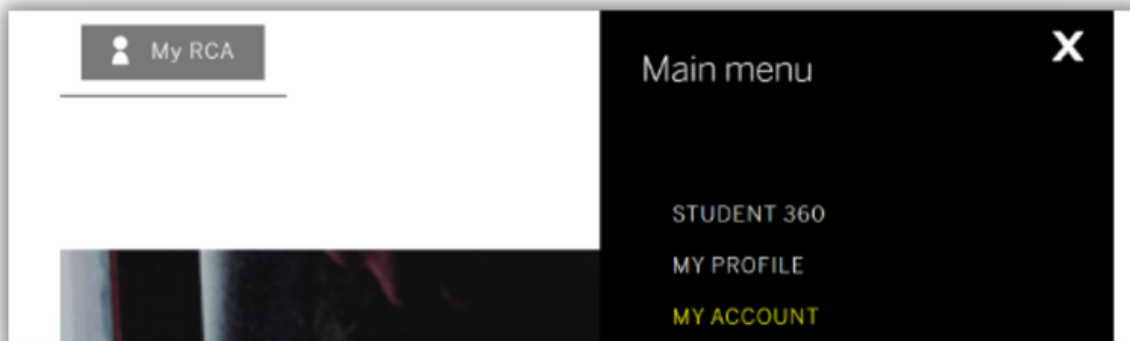 My RCA
Main menu
X
STUDENT 360
MY PROFILE
MY ACCOUNT